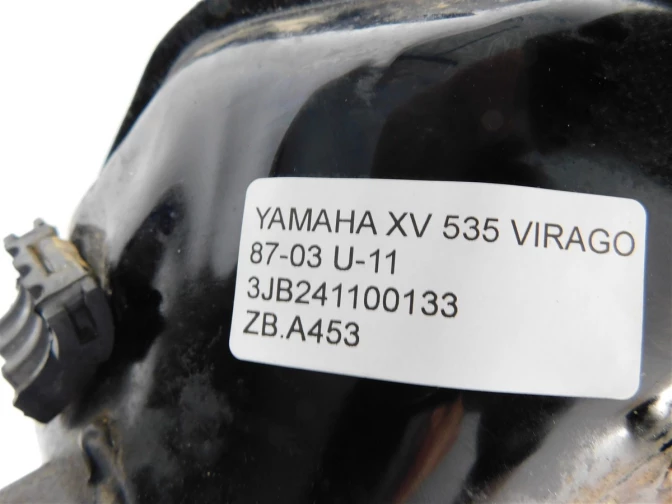 YAMAHA XV 535 VIRAGO
87-03 U-11
3JB241100133
ZB.A453